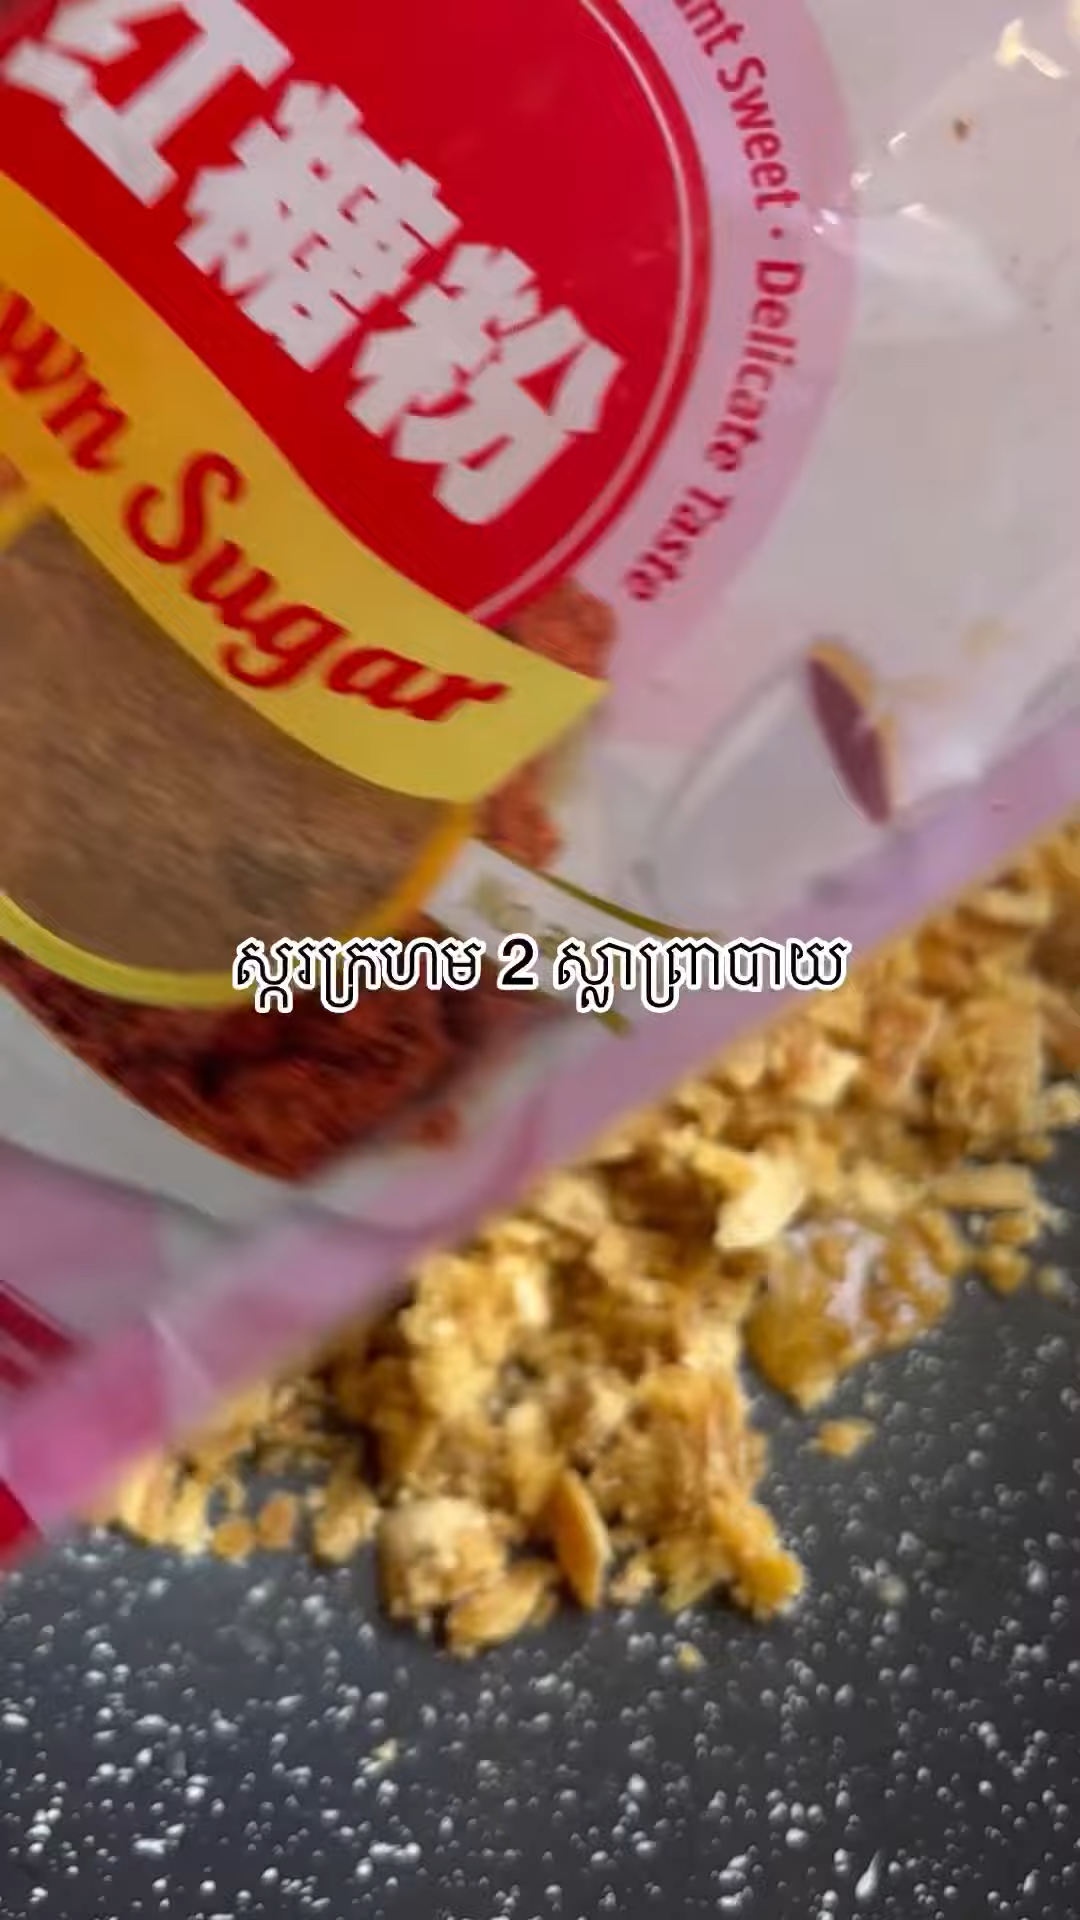 红糖粉
Sweet · Delicate Taste
Sugar
ស្ករក្រហម 2 ស្លាព្រាបាយ